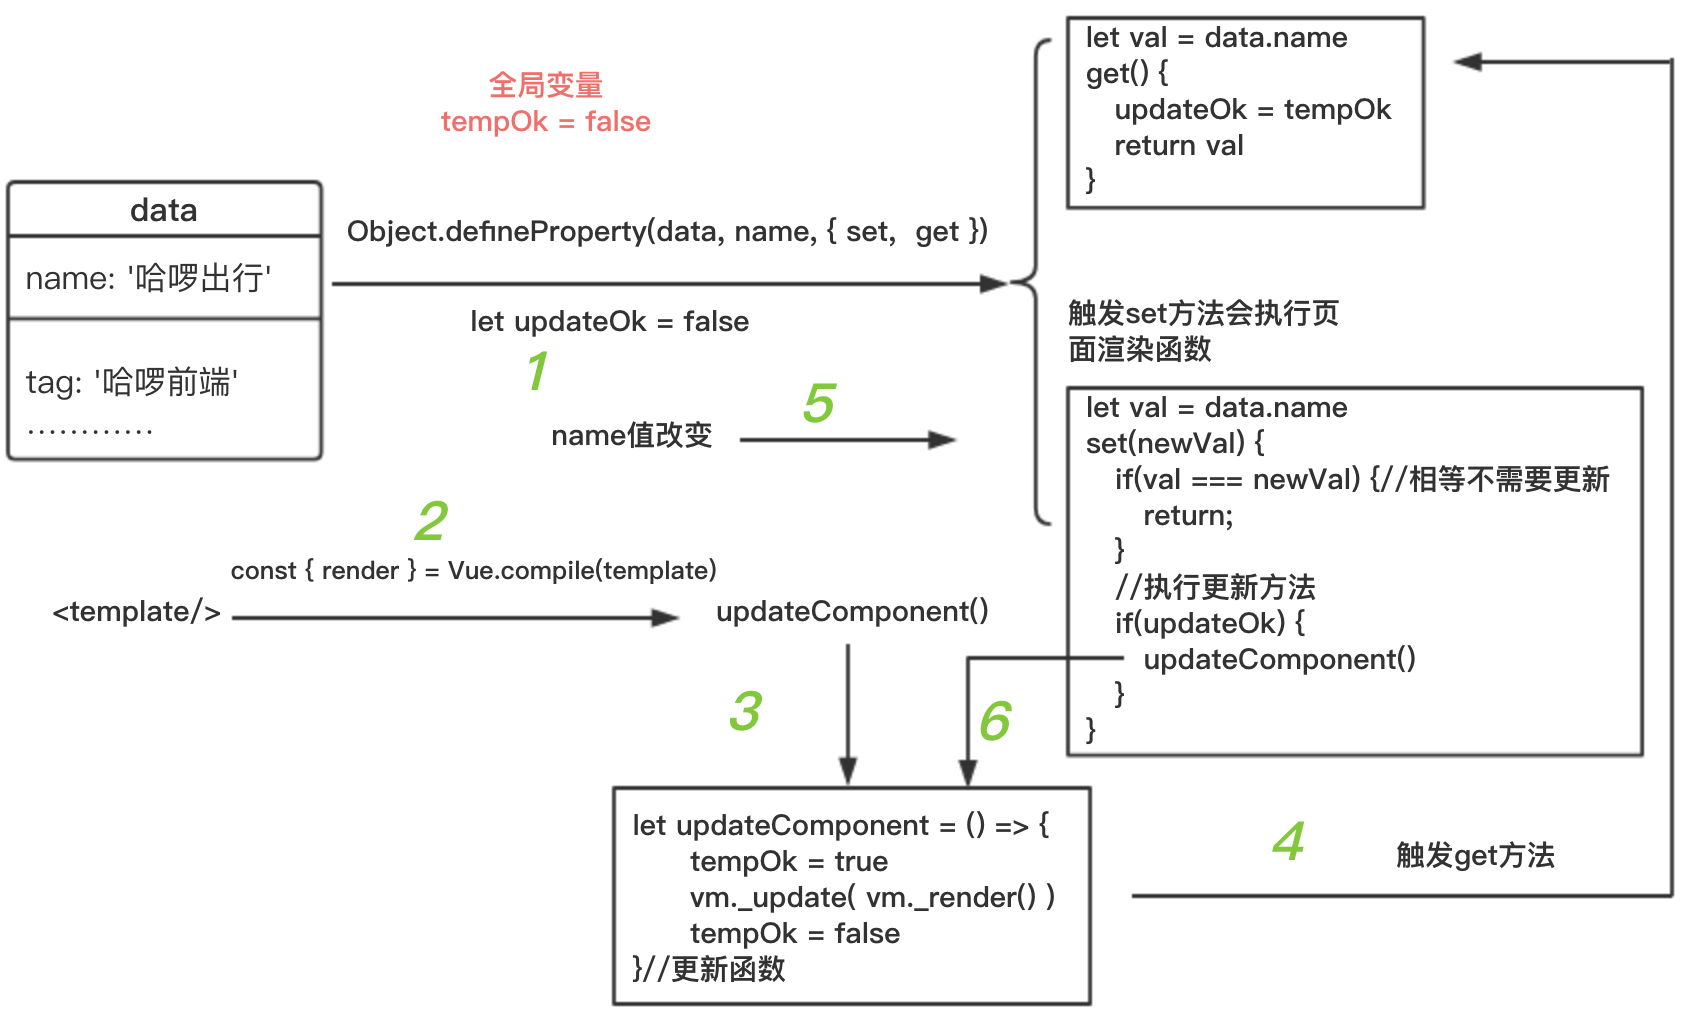 全局变量
tempOk = false
data
name: '哈啰出行'
tag: '哈啰前端'
............
Object.defineProperty(data, name, { set,  get })
let updateOk = false
1
let val = data.name
get() {
updateOk = tempOk
return val
}
触发set方法会执行页
面渲染函数
5
name值改变
let val = data.name
set(newVal) {
if(val === newVal) {//相等不需要更新
return;
}
//执行更新方法
if(updateOk) {
updateComponent()
}
}
2
const { render } = Vue.compile(template)
<template/>
updateComponent()
3
6
let updateComponent = () => {
tempOk = true
vm._update( vm._render() )
tempOk = false
}//更新函数
4
触发get方法